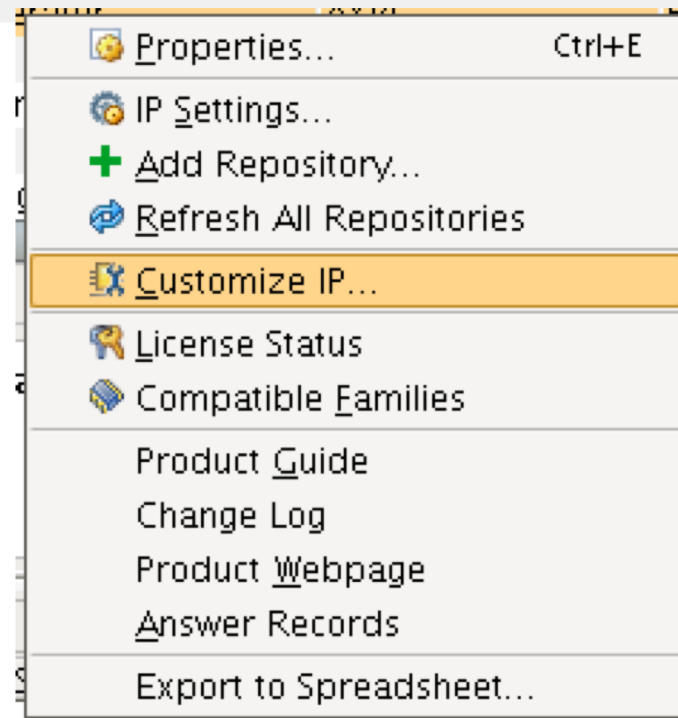 Properties... Ctrl+E
IP Settings...
Add Repository...
Refresh All Repositories
Customize IP...
License Status
Compatible Families
Product Guide
Change Log
Product Webpage
Answer Records
Export to Spreadsheet...